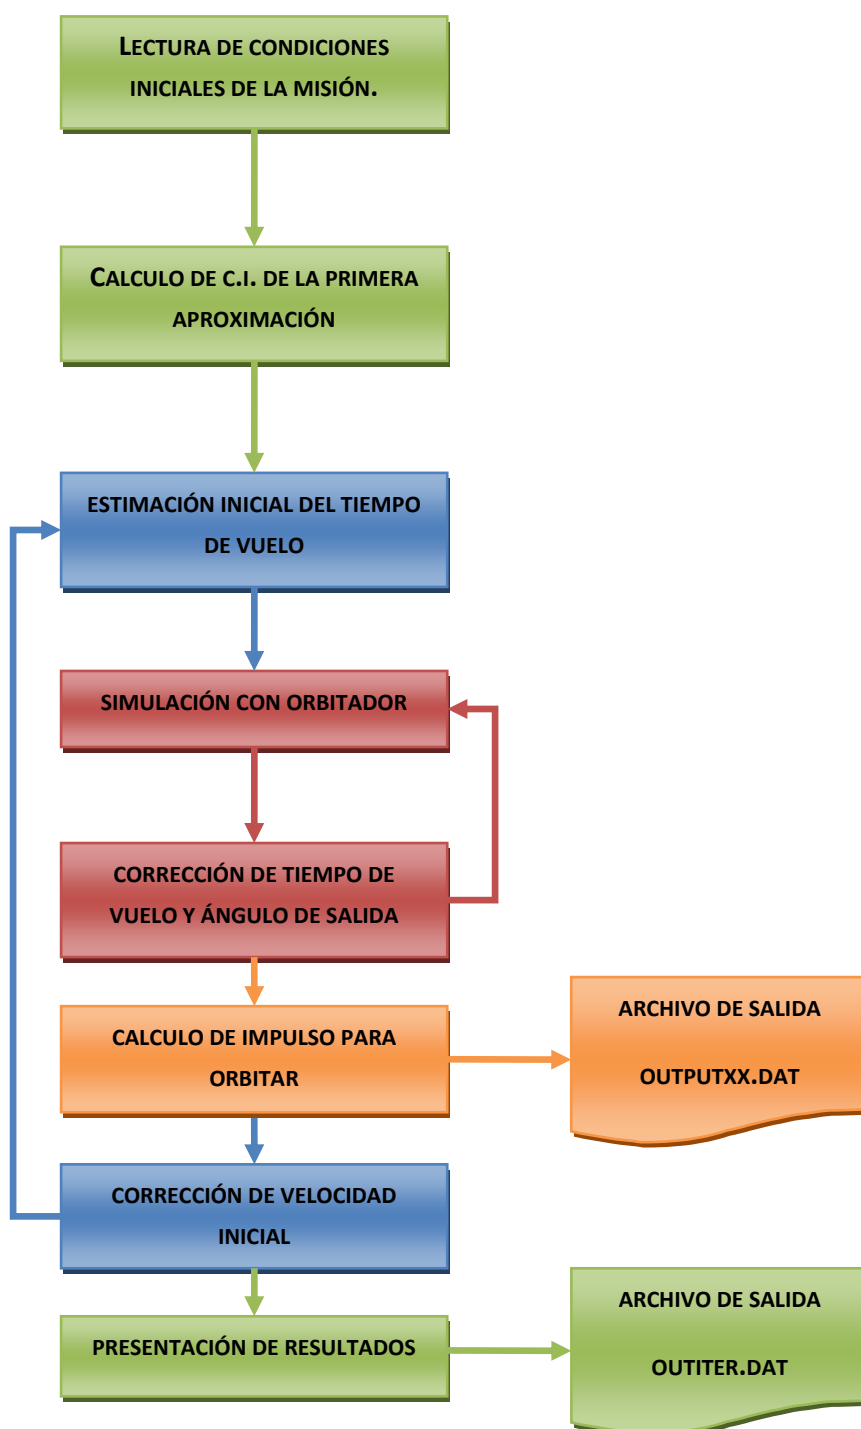 LECTURA DE CONDICIONES
INICIALES DE LA MISIÓN.
CALCULO DE C.I. DE LA PRIMERA
APROXIMACIÓN
ESTIMACIÓN INICIAL DEL TIEMPO
DE VUELO
SIMULACIÓN CON ORBITADOR
CORRECCIÓN DE TIEMPO DE
VUELO Y ÁNGULO DE SALIDA
CALCULO DE IMPULSO PARA
ORBITAR
ARCHIVO DE SALIDA
OUTPUTXX.DAT
CORRECCIÓN DE VELOCIDAD
INICIAL
PRESENTACIÓN DE RESULTADOS
ARCHIVO DE SALIDA
OUTITER.DAT